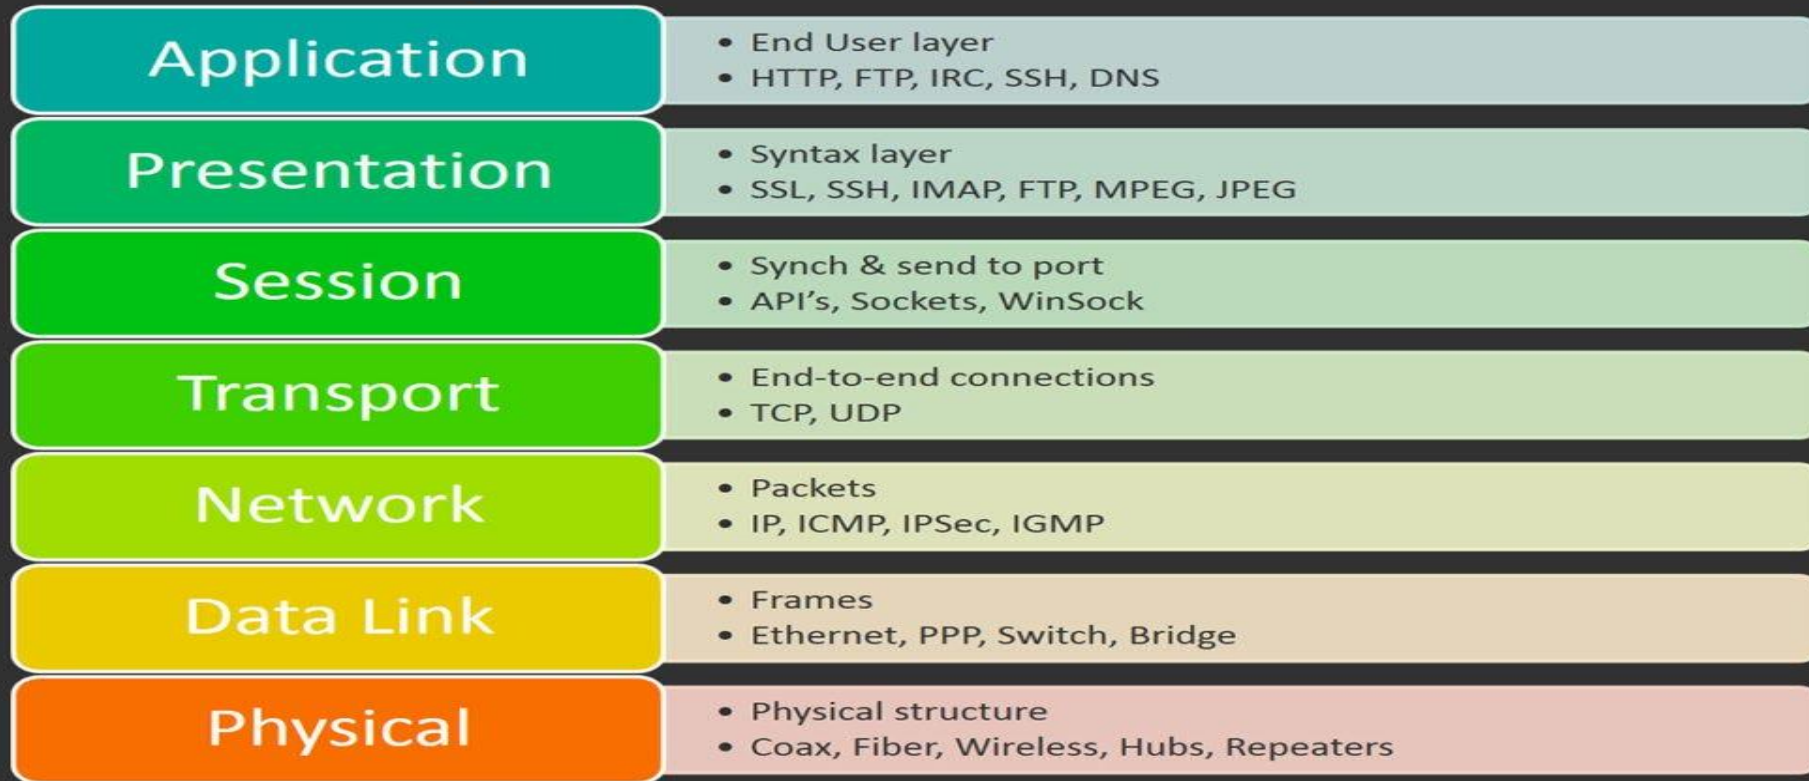 Application
• End User layer
• HTTP, FTP, IRC, SSH, DNS
Presentation
• Syntax layer
• SSL, SSH, IMAP, FTP, MPEG, JPEG
Session
• Synch & send to port
• API’s, Sockets, WinSock
Transport
• End-to-end connections
• TCP, UDP
Network
• Packets
• IP, ICMP, IPSec, IGMP
Data Link
• Frames
• Ethernet, PPP, Switch, Bridge
Physical
• Physical structure
• Coax, Fiber, Wireless, Hubs, Repeaters